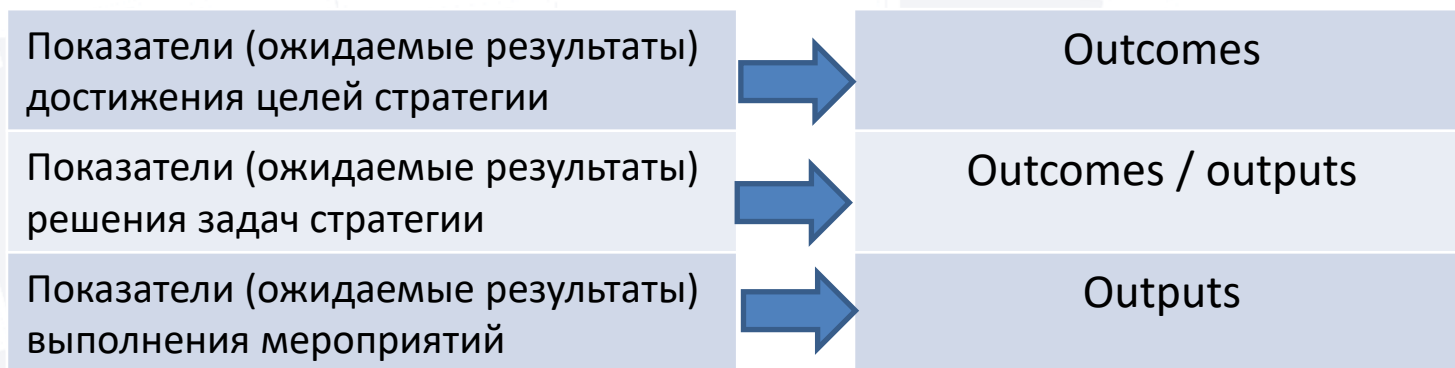 Показатели (ожидаемые результаты)
достижения целей стратегии
Outcomes
Показатели (ожидаемые результаты)
решения задач стратегии
Outcomes / outputs
Показатели (ожидаемые результаты)
выполнения мероприятий
Outputs